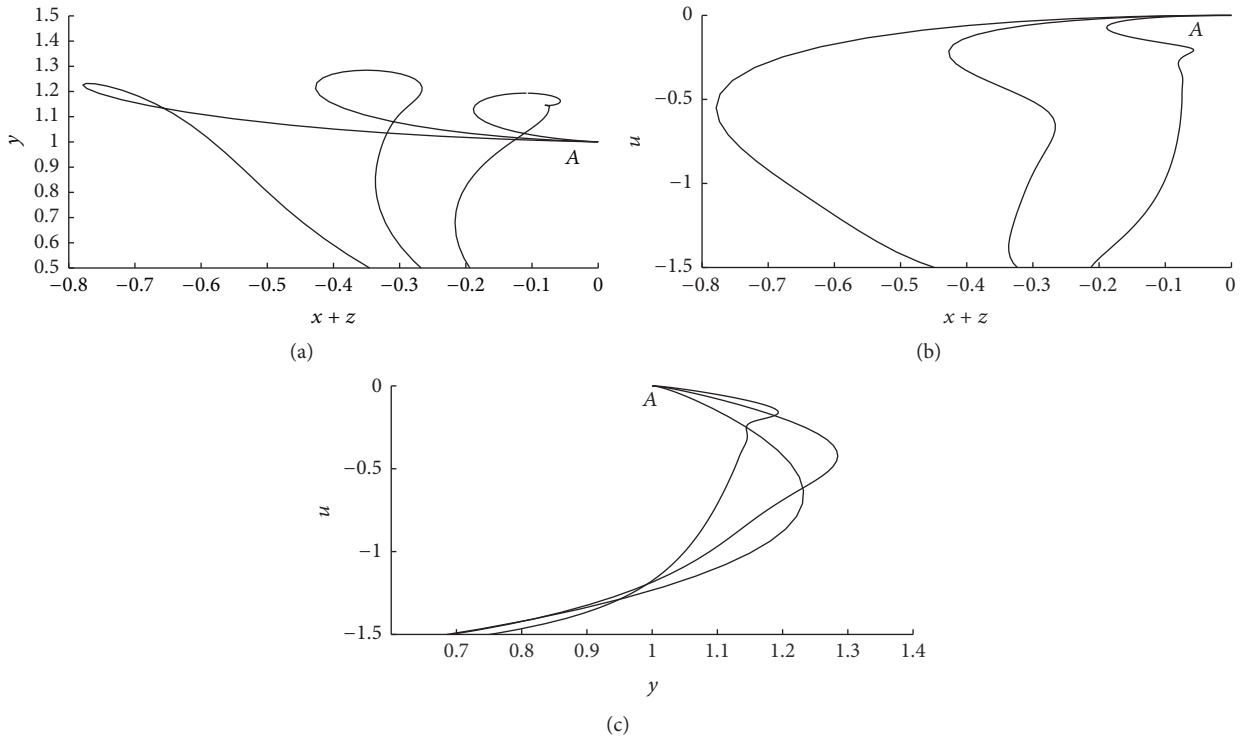 1.5
1.4
1.3
1.2
1.1
1
0.9
0.8
0.7
0.6
0.5
y
A
−0.8 −0.7 −0.6 −0.5 −0.4 −0.3 −0.2 −0.1 0
x + z
(a)
0
−0.5
−1
−1.5
u
A
−0.8 −0.7 −0.6 −0.5 −0.4 −0.3 −0.2 −0.1 0
x + z
(b)
0
−0.5
−1
−1.5
u
A
0.7 0.8 0.9 1 1.1 1.2 1.3 1.4
y
(c)